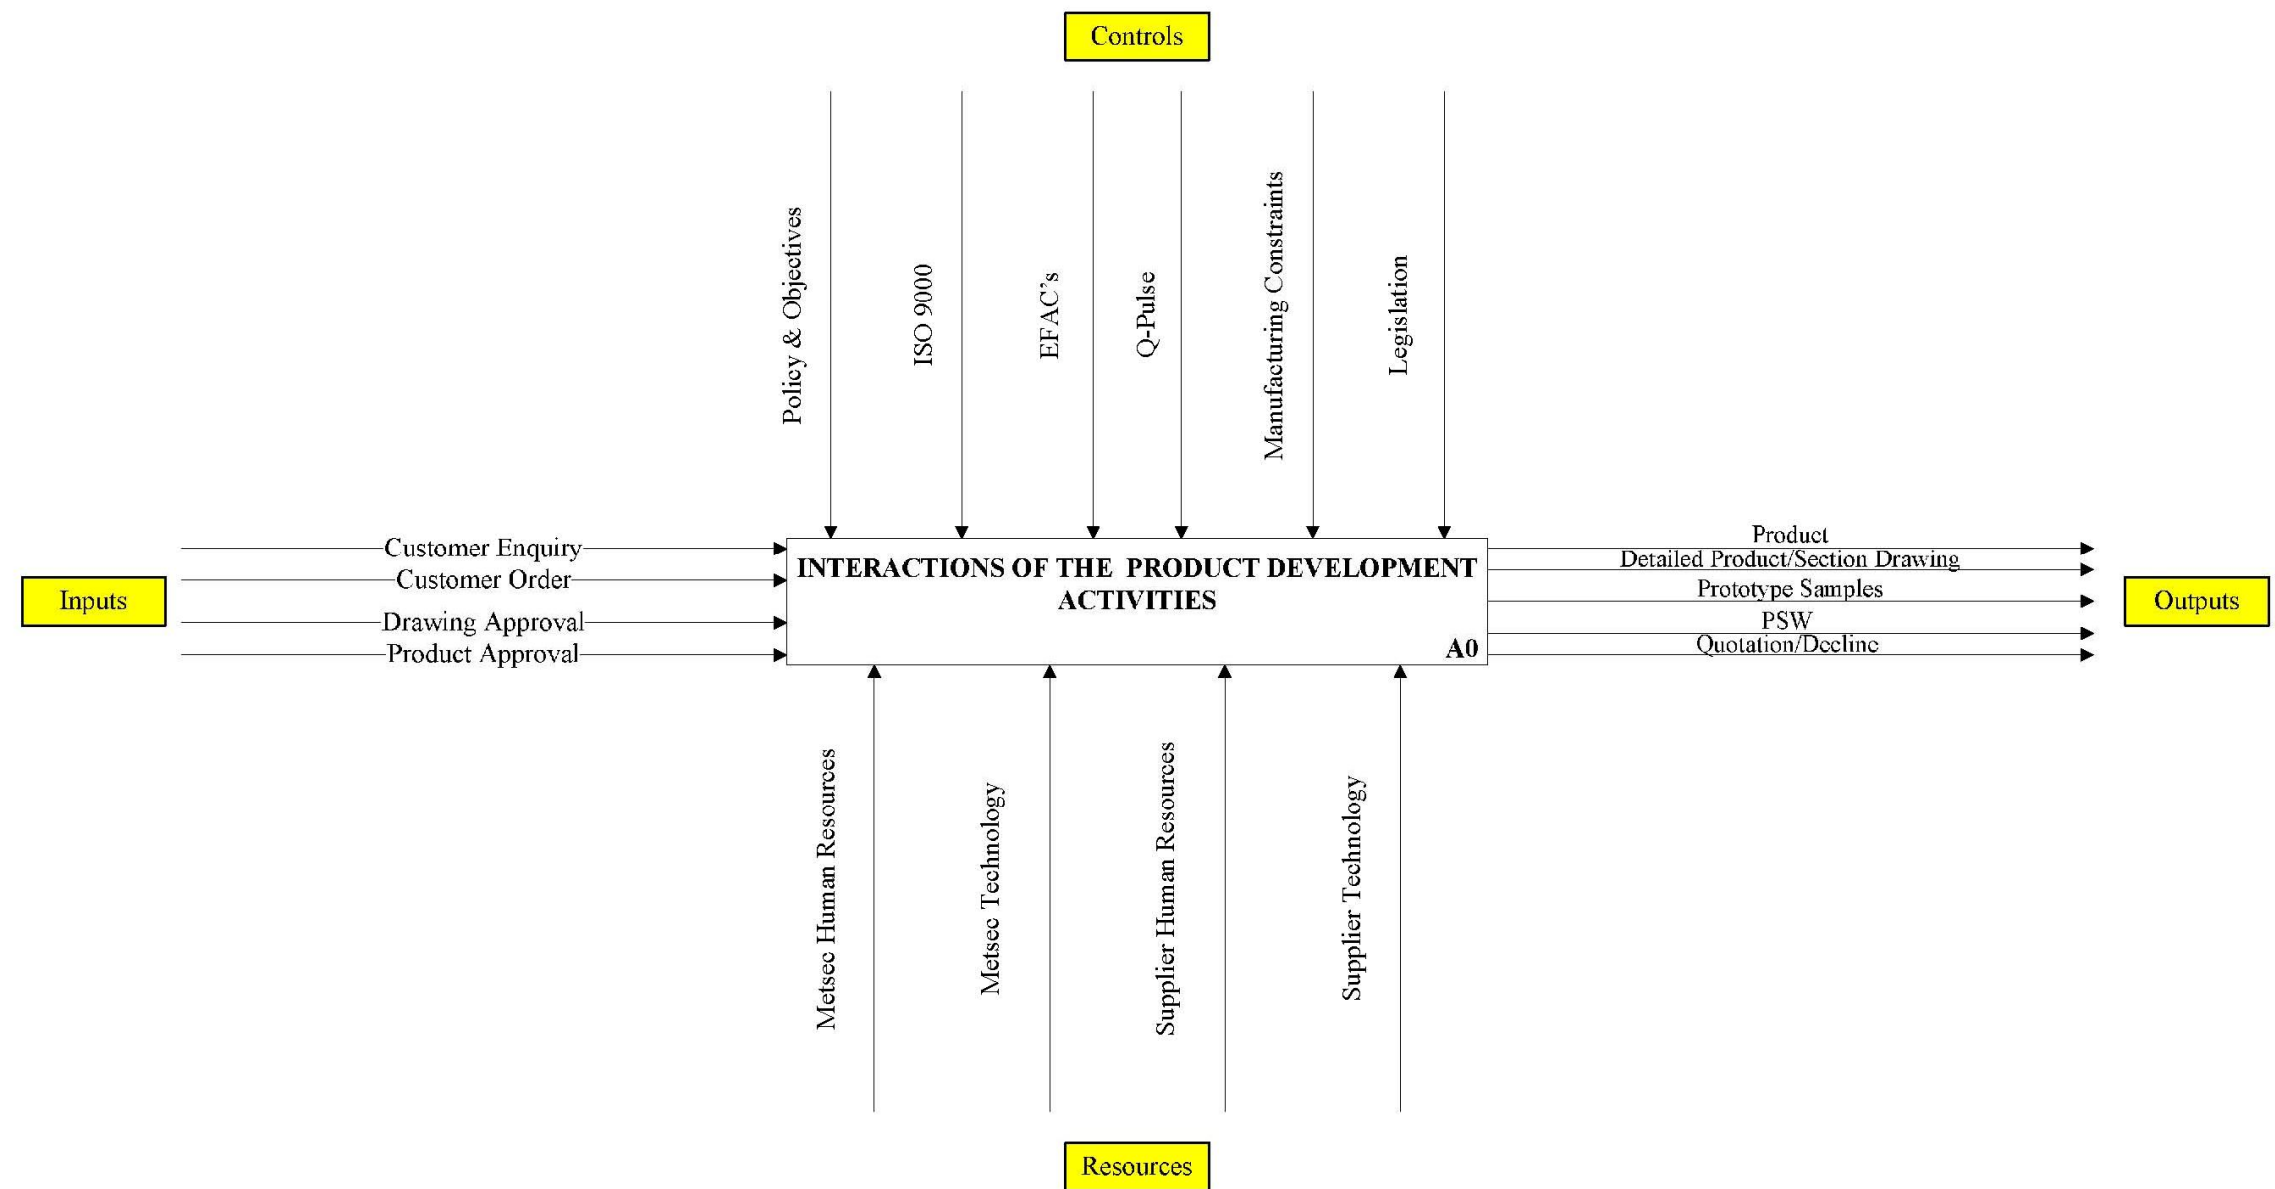 Controls
Policy & Objectives
ISO 9000
EFAC's
Q-Pulse
Manufacturing Constraints
Legislation
Inputs
Customer Enquiry
Customer Order
Drawing Approval
Product Approval
INTERACTIONS OF THE PRODUCT DEVELOPMENT
ACTIVITIES
A0
Product
Detailed Product/Section Drawing
Prototype Samples
PSW
Quotation/Decline
Outputs
Metsec Human Resources
Metsec Technology
Supplier Human Resources
Supplier Technology
Resources